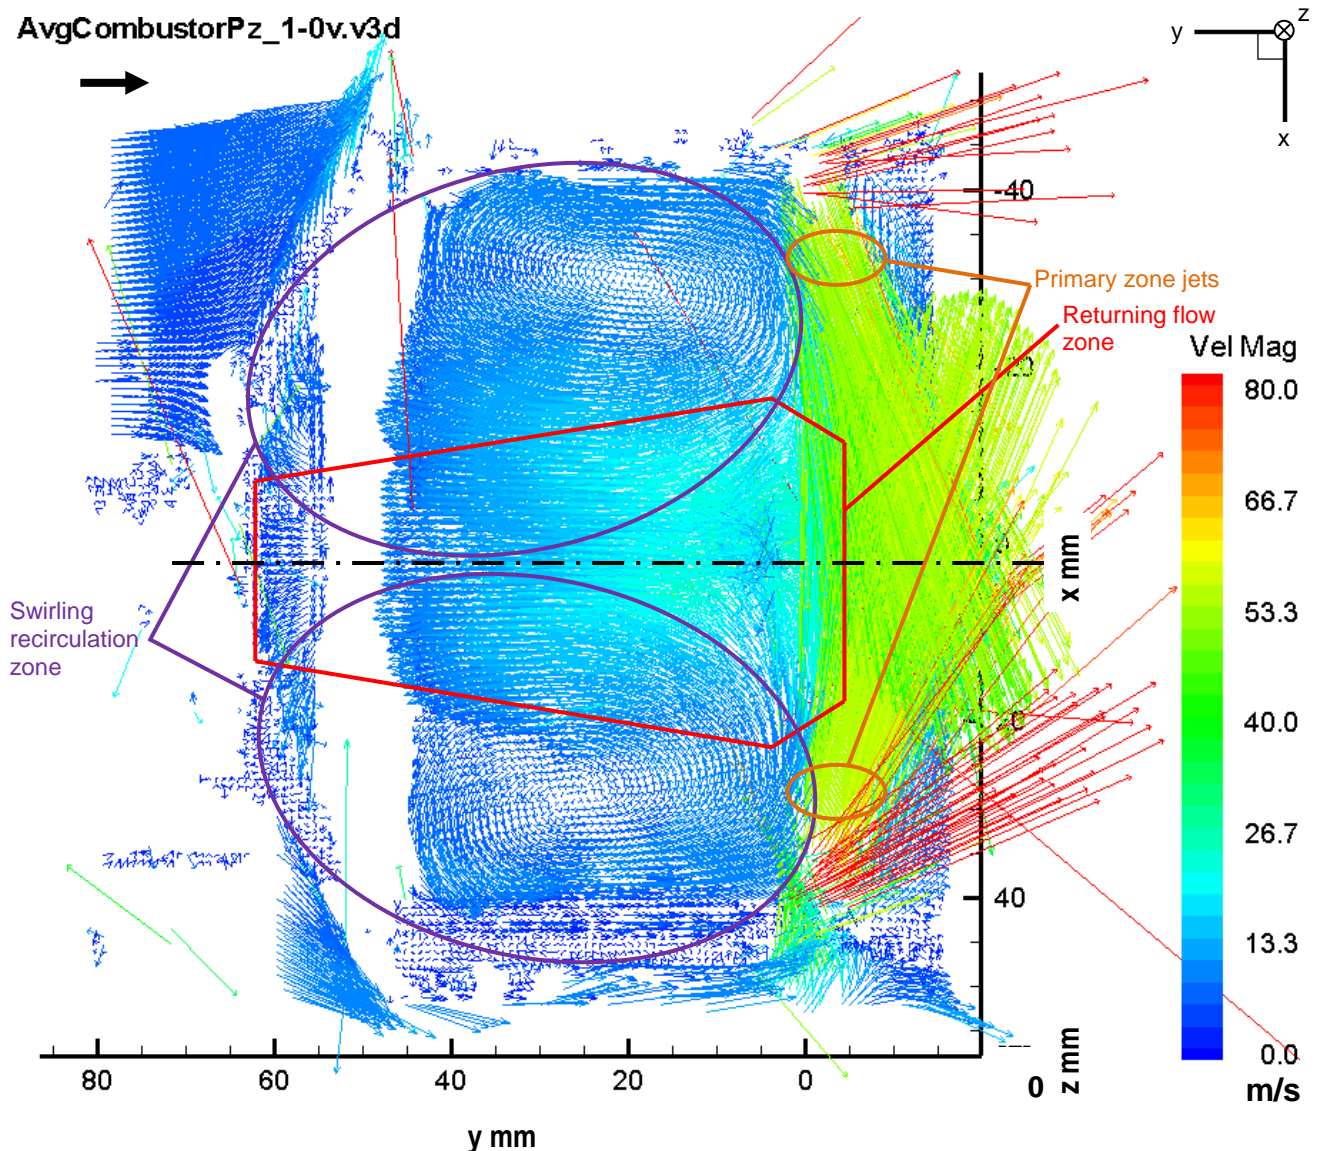 AvgCombustorPz_1-0v.v3d
z
y
x
-40
Primary zone jets
Returning flow
zone
Vel Mag
80.0
66.7
53.3
40.0
26.7
13.3
0.0
m/s
x mm
Swirling
recirculation
zone
40
z mm
0
80
60
40
20
0
y mm